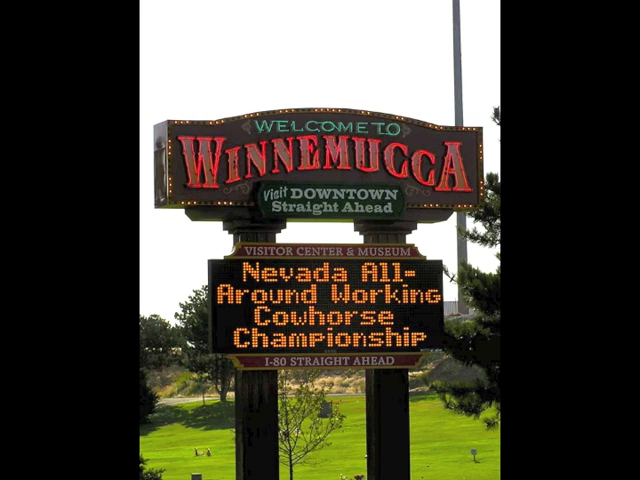 WELCOME TO
WINNEMUCCA
Visit DOWNTOWN
Straight Ahead
VISITOR CENTER & MUSEUM
Nevada All-
Around Working
Cowhorse
Championship
I-80 STRAIGHT AHEAD